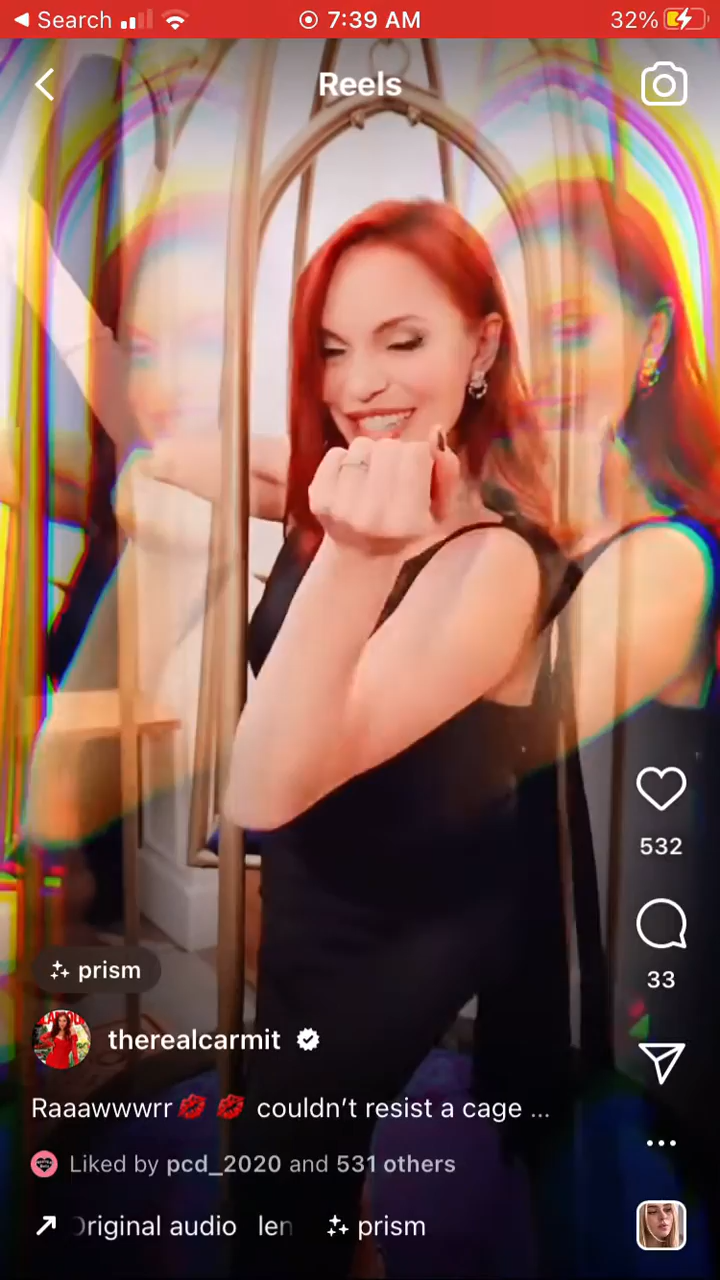 Search
7:39 AM
32%
Reels
532
33
prism
therealcarmit
Raaawwwrr💋 💋 couldn't resist a cage ...
Liked by pcd_2020 and 531 others
Original audio len
prism